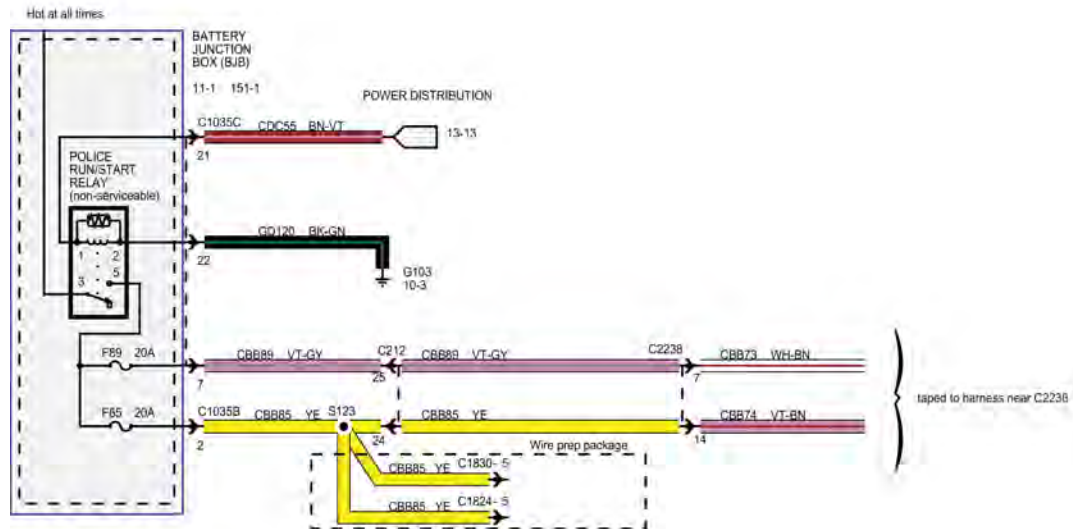 Hot at all times
BATTERY
JUNCTION
BOX (BJB)
11-1 151-1
POWER DISTRIBUTION
C1035C CDC55 BN-VT
13-13
21
POLICE
RUN/START
RELAY
(non-serviceable)
GD120 BK-GN
1 2
22
3 5
G103
10-3
F89 20A
CBB89 VT-GY C212 CBB89 VT-GY C2238 CBB73 WH-BN
7 25 7
taped to harness near C2238
F65 20A C1035B CBB85 YE S123 CBB85 YE CBB74 VT-BN
2 24 14
Wire prep package
CBB85 YE C1830- 5
CBB85 YE C1824- 5